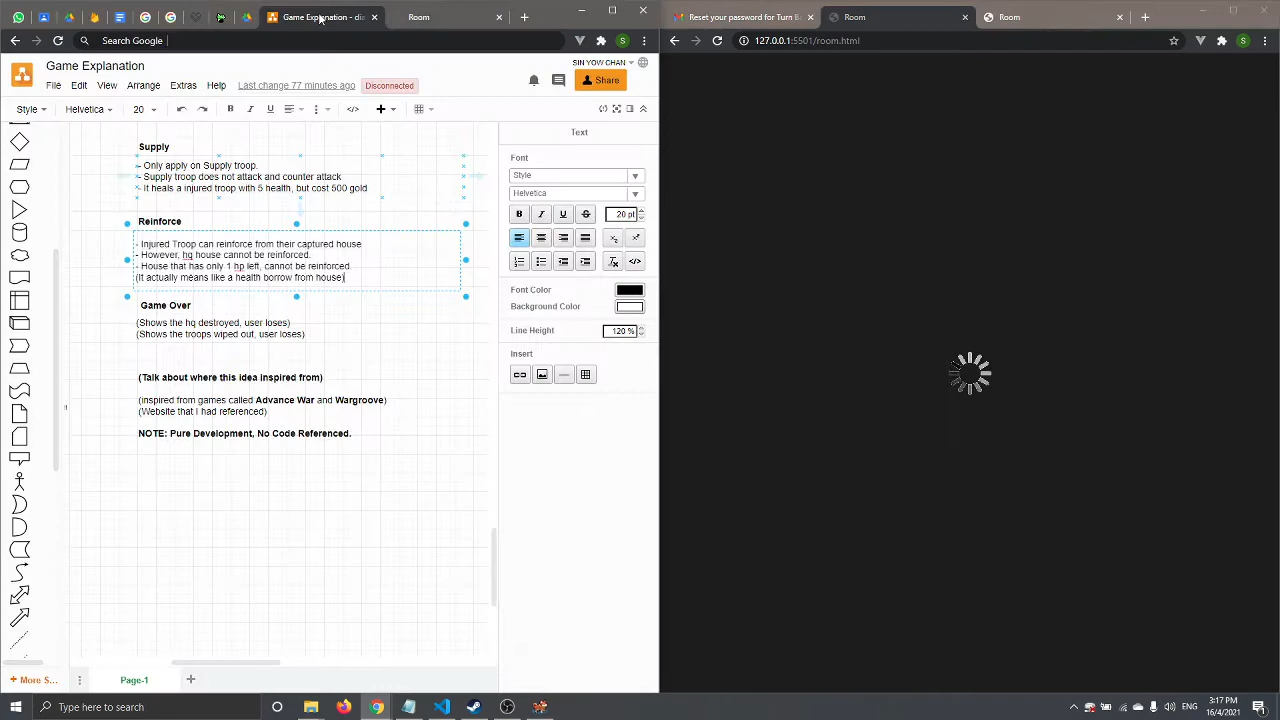 Game Explanation - di
Room
Search Google
S
Game Explanation
File Edit View Arrange Extras Help Last change 77 minutes ago Disconnected
SIN YOW CHAN
Share
Style Helvetica 20 B I U
Supply
- Only apply on Supply troop.
- Supply troop does not attack and counter attack
- It heals a injured troop with 5 health, but cost 500 gold
Reinforce
- Injured Troop can reinforce from their captured house
- However, hq house cannot be reinforced.
- House that has only 1 hp left, cannot be reinforced.
(It actually means like a health borrow from house)
Game Over
(Shows the hq destroyed, user loses)
(Shows the troops wiped out, user loses)
(Talk about where this idea inspired from)
(inspired from games called Advance War and Wargroove)
(Website that I had referenced)
NOTE: Pure Development, No Code Referenced.
Text
Font
Style
Helvetica
B I U S 20 pt
Font Color
Background Color
Line Height 120 %
Insert
+ More S...
Page-1
Reset your password for Turn B
Room
Room
127.0.0.1:5501/room.html
S
Type here to search
ENG
3:17 PM
16/4/2021